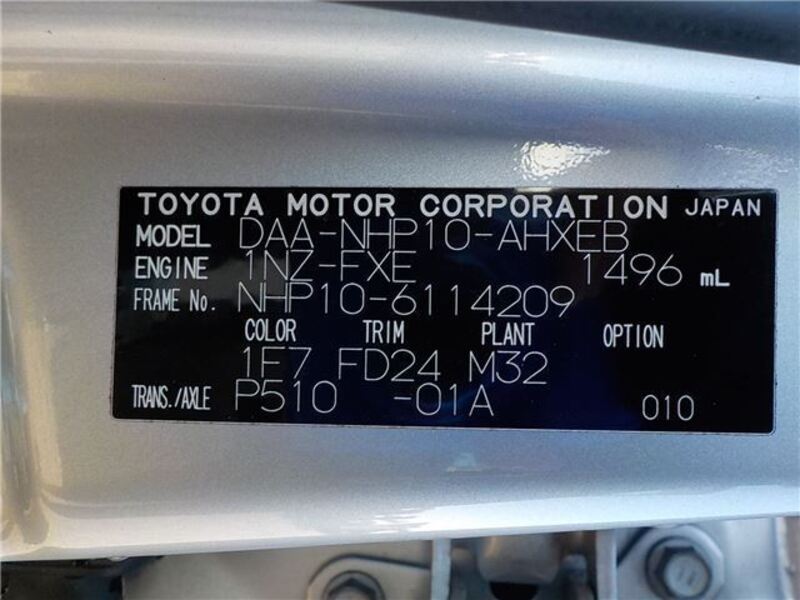 TOYOTA MOTOR CORPORATION JAPAN
MODEL DAA-NHP10-AHXEB
ENGINE 1NZ-FXE 1496 mL
FRAME No. NHP10-6114209
COLOR TRIM PLANT OPTION
1F7 FD24 M32
TRANS./AXLE P510 -01A 010